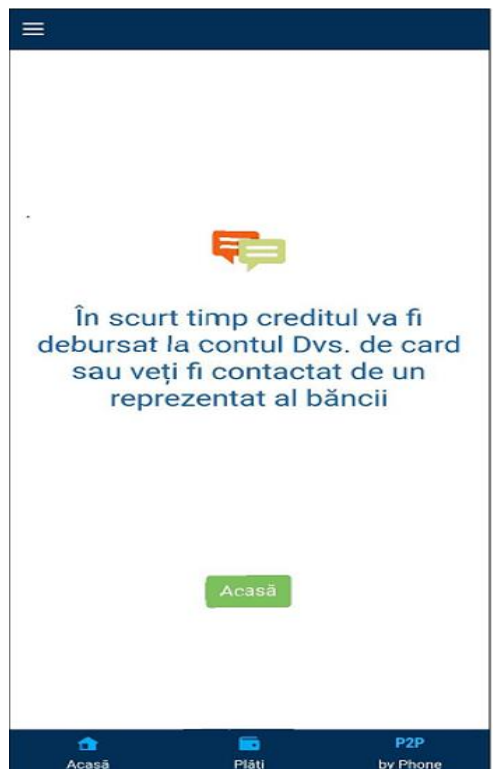 În scurt timp creditul va fi
debursat la contul Dvs. de card
sau veți fi contactat de un
reprezentat al băncii
Acasă
Acasă
Plăti
P2P
by Phone